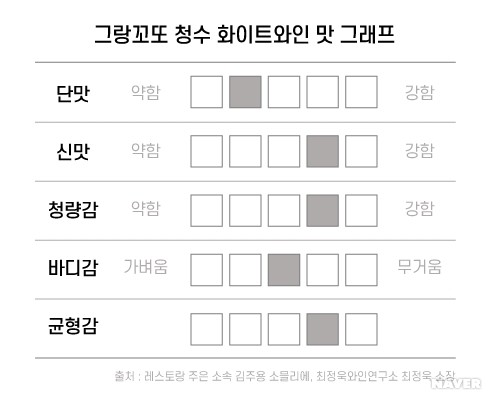 그랑꼬또 청수 화이트와인 맛 그래프
단맛 약함 강함
신맛 약함 강함
청량감 약함 강함
바디감 가벼움 무거움
균형감
출처 : 레스토랑 주은 소속 김주용 소믈리에, 최정욱와인연구소 최정욱 소장
NAVER